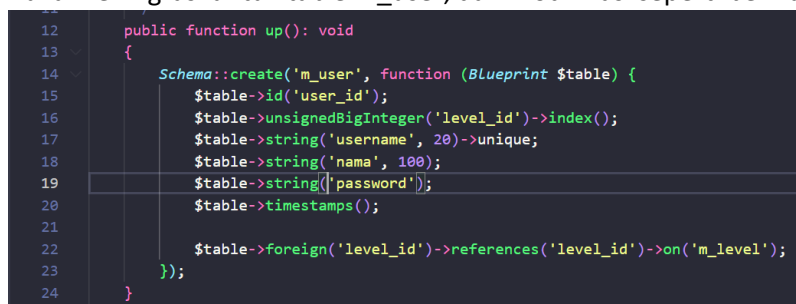 12 public function up(): void
13 {
14 Schema::create('m_user', function (Blueprint $table) {
15 $table->id('user_id');
16 $table->unsignedBigInteger('level_id')->index();
17 $table->string('username', 20)->unique;
18 $table->string('nama', 100);
19 $table->string('password');
20 $table->timestamps();
21
22 $table->foreign('level_id')->references('level_id')->on('m_level');
23 });
24 }